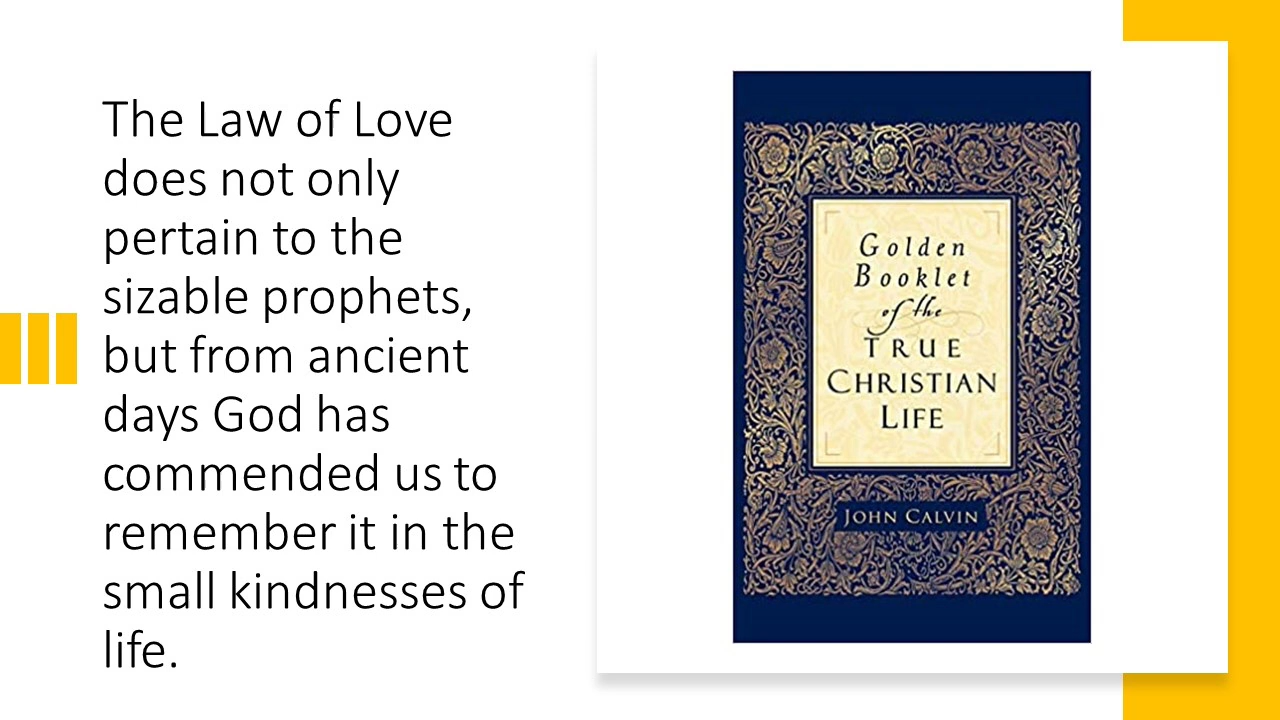 The Law of Love
does not only
pertain to the
sizable prophets,
but from ancient
days God has
commended us to
remember it in the
small kindnesses of
life.
Golden
Booklet
of the
TRUE
CHRISTIAN
LIFE
JOHN CALVIN